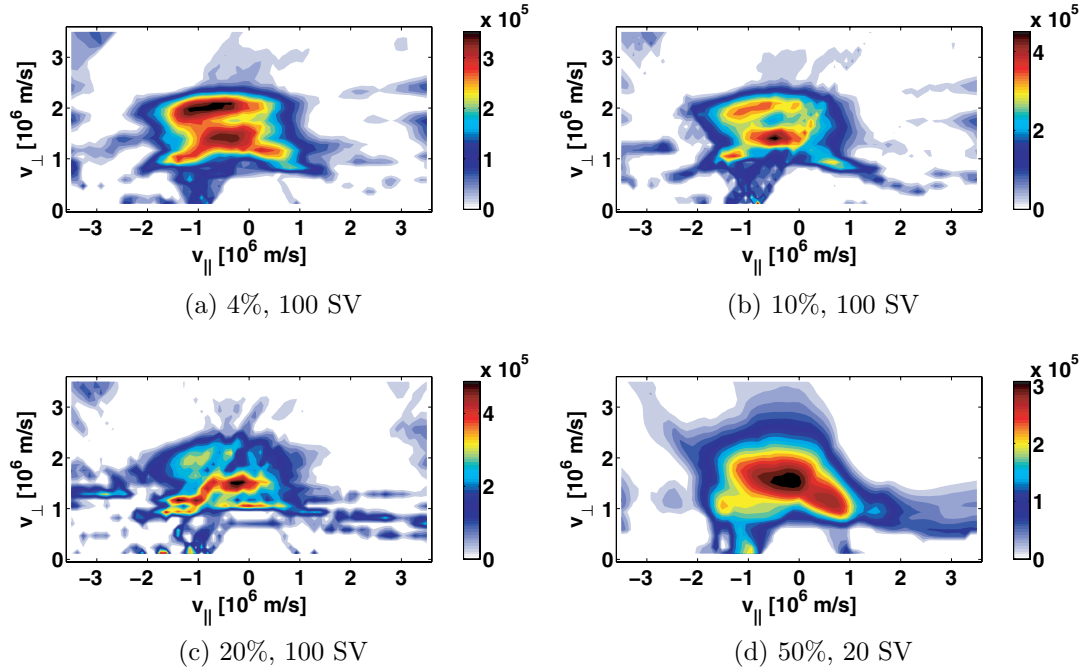 x 10^5
x 10^5
v⊥ [10^6 m/s]
3
2
1
0
−3 −2 −1 0 1 2 3
v|| [10^6 m/s]
3
2
1
0
v⊥ [10^6 m/s]
3
2
1
0
−3 −2 −1 0 1 2 3
v|| [10^6 m/s]
4
2
0
(a) 4%, 100 SV
(b) 10%, 100 SV
x 10^5
x 10^5
v⊥ [10^6 m/s]
3
2
1
0
−3 −2 −1 0 1 2 3
v|| [10^6 m/s]
4
2
0
v⊥ [10^6 m/s]
3
2
1
0
−3 −2 −1 0 1 2 3
v|| [10^6 m/s]
3
2
1
0
(c) 20%, 100 SV
(d) 50%, 20 SV